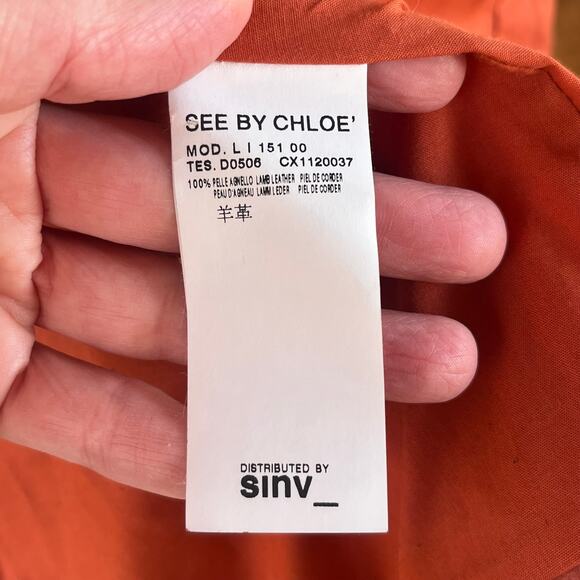 SEE BY CHLOE'
MOD. L I 151 00
TES. D0506 CX1120037
100% PELLE AGNELLO LAMB LEATHER PIEL DE CORDER
PEAU D'AGNEAU LAMM LEDER PIEL DE CORDER
羊革
DISTRIBUTED BY
sinv_